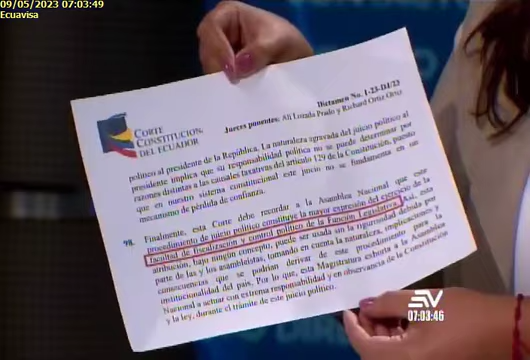 09/05/2023 07:03:49
Ecuavisa
Dictamen No. 1-23-DJ/23
Jueces ponentes: Alí Lozada Prado y Richard Ortiz Ortiz
CORTE
CONSTITUCIONAL
DEL ECUADOR
político al presidente de la República. La naturaleza agravada del juicio político al
presidente implica que su responsabilidad política no se puede determinar por
razones distintas a las causales taxativas del artículo 129 de la Constitución, puesto
que en nuestro sistema constitucional este juicio no se fundamenta en un
mecanismo de pérdida de confianza.
98. Finalmente, esta Corte debe recordar a la Asamblea Nacional que este
procedimiento de juicio político constituye la mayor expresión del ejercicio de la
facultad de fiscalización y control político de la Función Legislativa. Así, esta
atribución bajo ningún concepto, puede ser usada sin la rigurosidad debida por
parte de las y los asambleístas, tomando en cuenta la naturaleza, implicaciones y
consecuencias que se podrían derivar de este procedimiento para la
institucionalidad del país. Por lo que, esta Magistratura exhorta a la Asamblea
Nacional a actuar con extrema responsabilidad y en observancia de la Constitución
y la ley, durante el trámite de este juicio político.
07:03:46